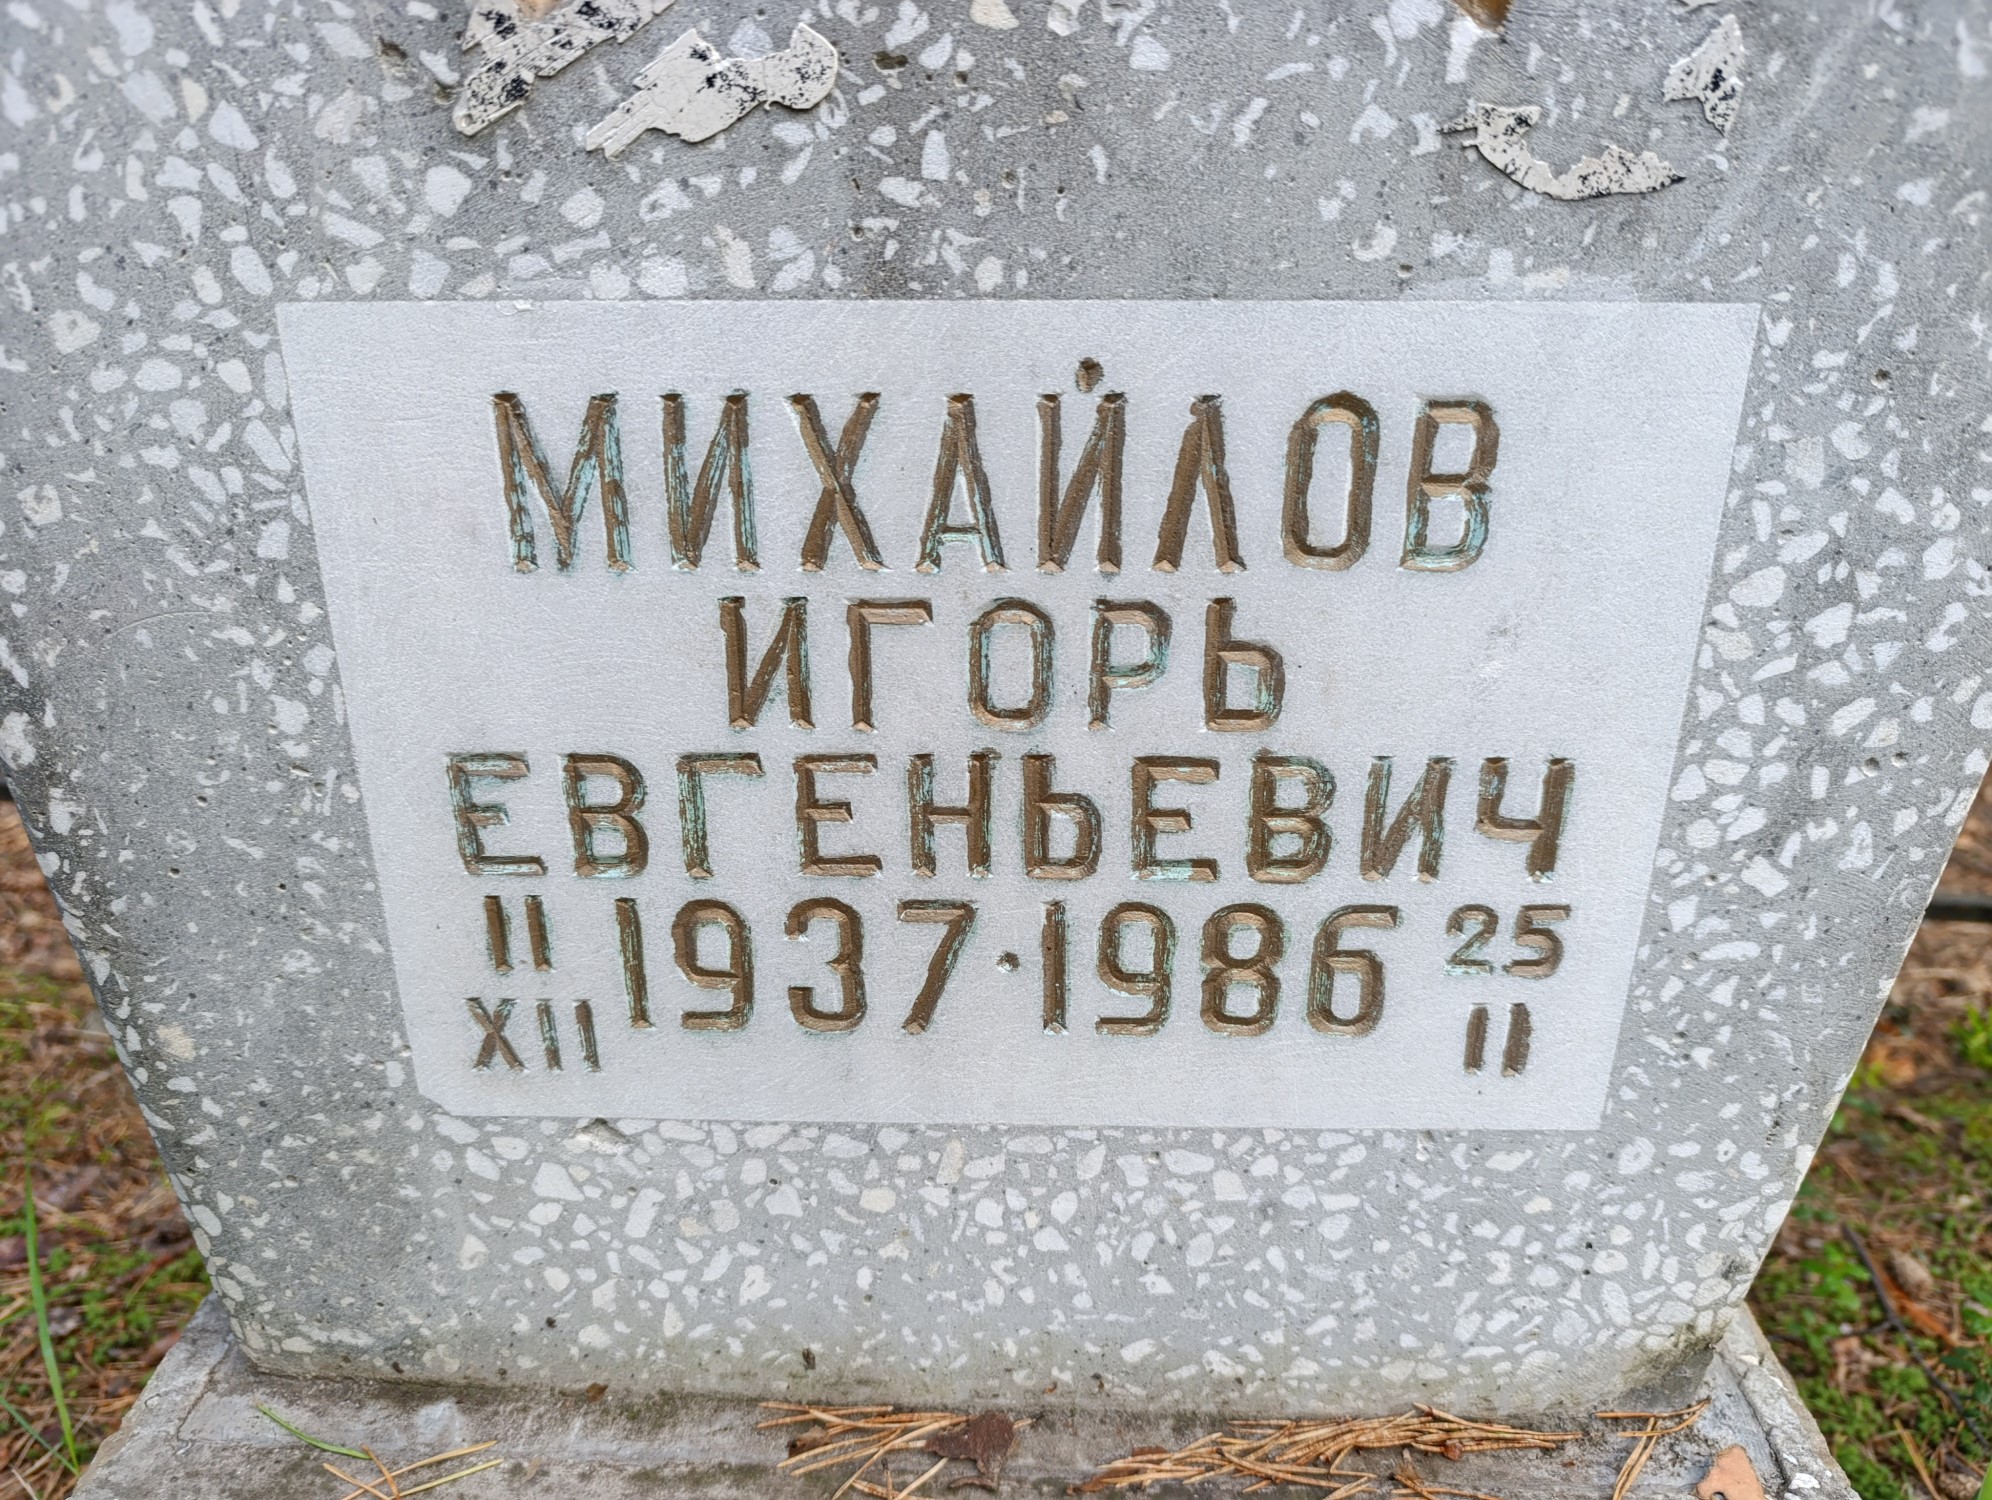 МИХАЙЛОВ
ИГОРЬ
ЕВГЕНЬЕВИЧ
11 1937·1986 25
XII II